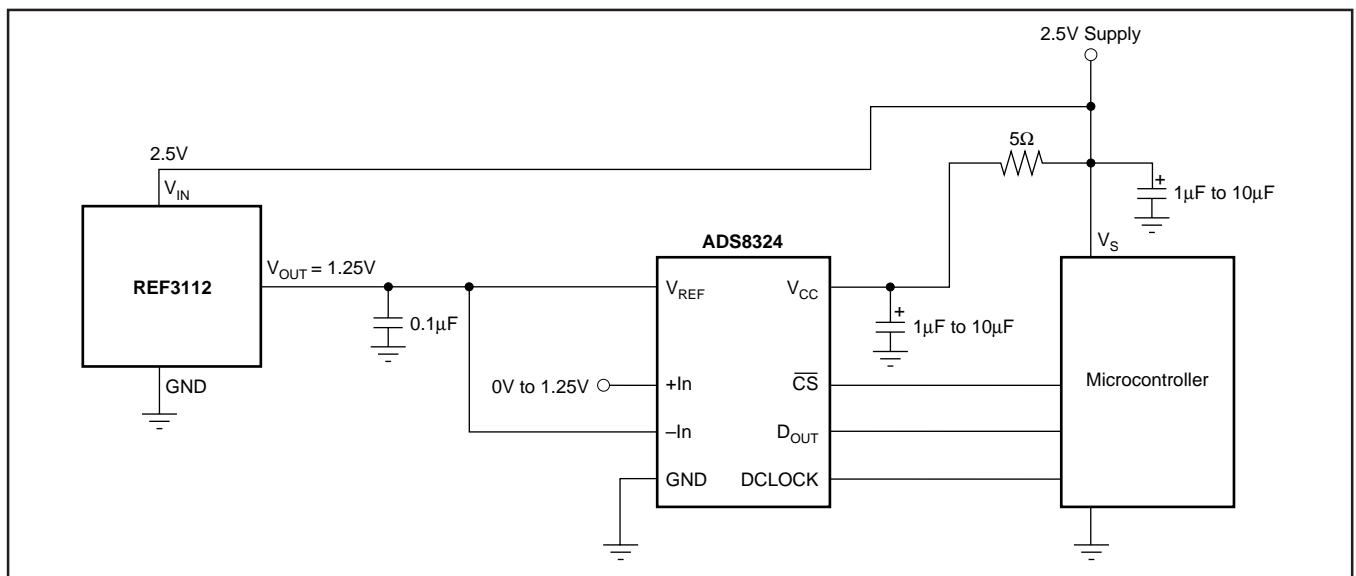 2.5V Supply
5Ω
2.5V
V_IN
+
1μF to 10μF
ADS8324
V_S
V_OUT = 1.25V
REF3112
V_REF
V_CC
+
0.1μF
1μF to 10μF
GND
0V to 1.25V
+In
C̅S̅
Microcontroller
–In
D_OUT
GND
DCLOCK